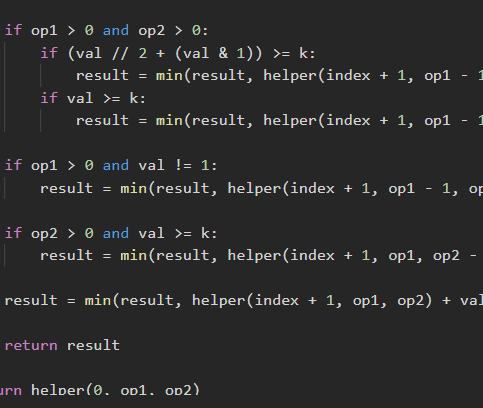 if op1 > 0 and op2 > 0:
if (val // 2 + (val & 1)) >= k:
result = min(result, helper(index + 1, op1 - 1
if val >= k:
result = min(result, helper(index + 1, op1 - 1
if op1 > 0 and val != 1:
result = min(result, helper(index + 1, op1 - 1, op
if op2 > 0 and val >= k:
result = min(result, helper(index + 1, op1, op2 -
result = min(result, helper(index + 1, op1, op2) + val
return result
urn helper(0, op1, op2)